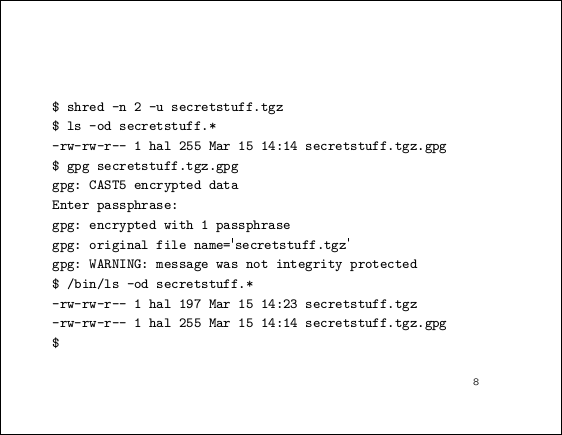 $ shred -n 2 -u secretstuff.tgz
$ ls -od secretstuff.*
-rw-rw-r-- 1 hal 255 Mar 15 14:14 secretstuff.tgz.gpg
$ gpg secretstuff.tgz.gpg
gpg: CAST5 encrypted data
Enter passphrase:
gpg: encrypted with 1 passphrase
gpg: original file name='secretstuff.tgz'
gpg: WARNING: message was not integrity protected
$ /bin/ls -od secretstuff.*
-rw-rw-r-- 1 hal 197 Mar 15 14:23 secretstuff.tgz
-rw-rw-r-- 1 hal 255 Mar 15 14:14 secretstuff.tgz.gpg
$
8